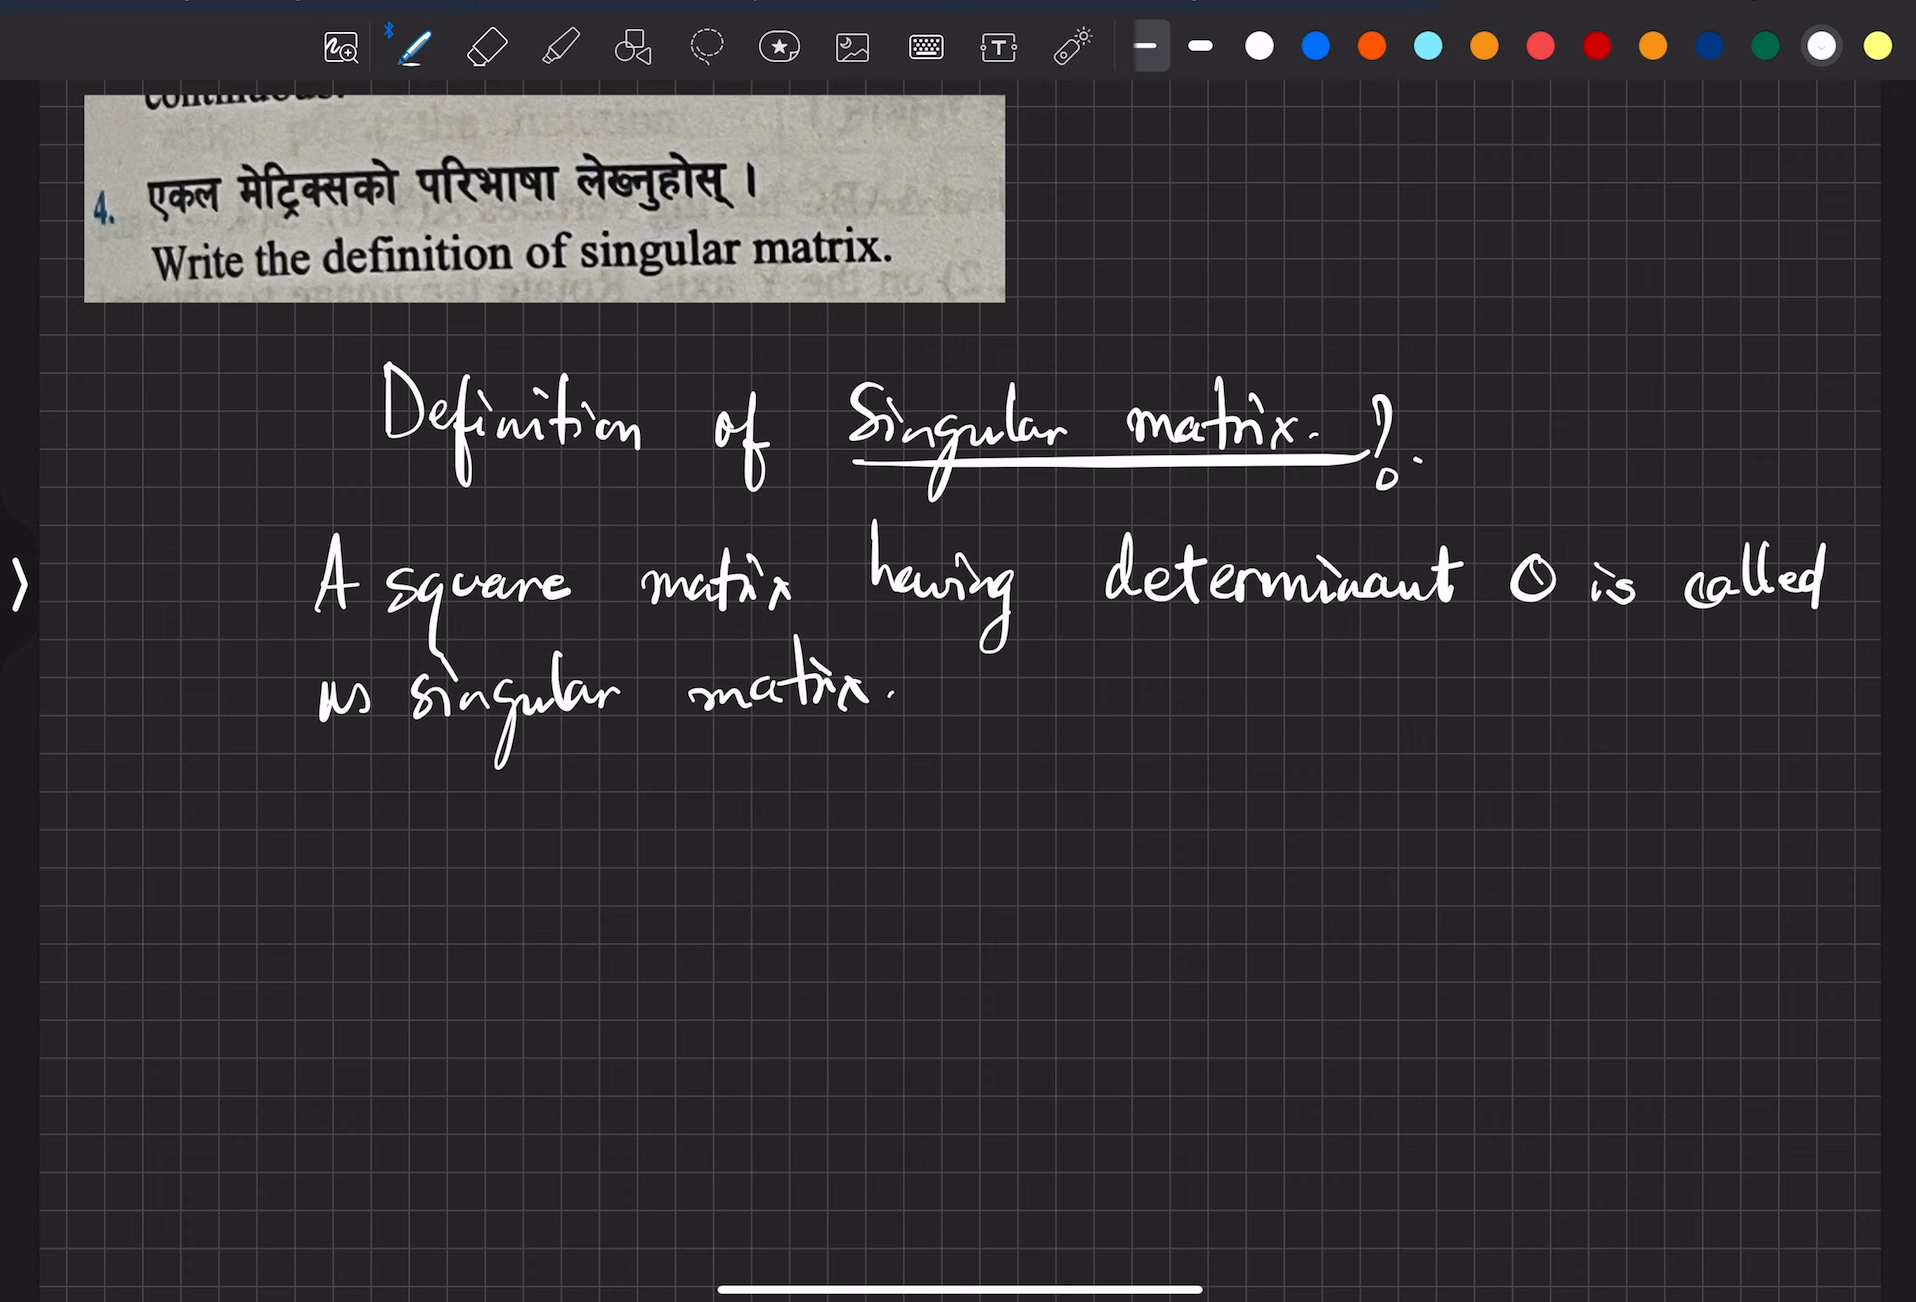 एकल मेट्रिक्सको परिभाषा लेख्नुहोस् ।
4.
Write the definition of singular matrix.
Definition of Singular matrix. ?
A square matrix having determinant 0 is called
as singular matrix.